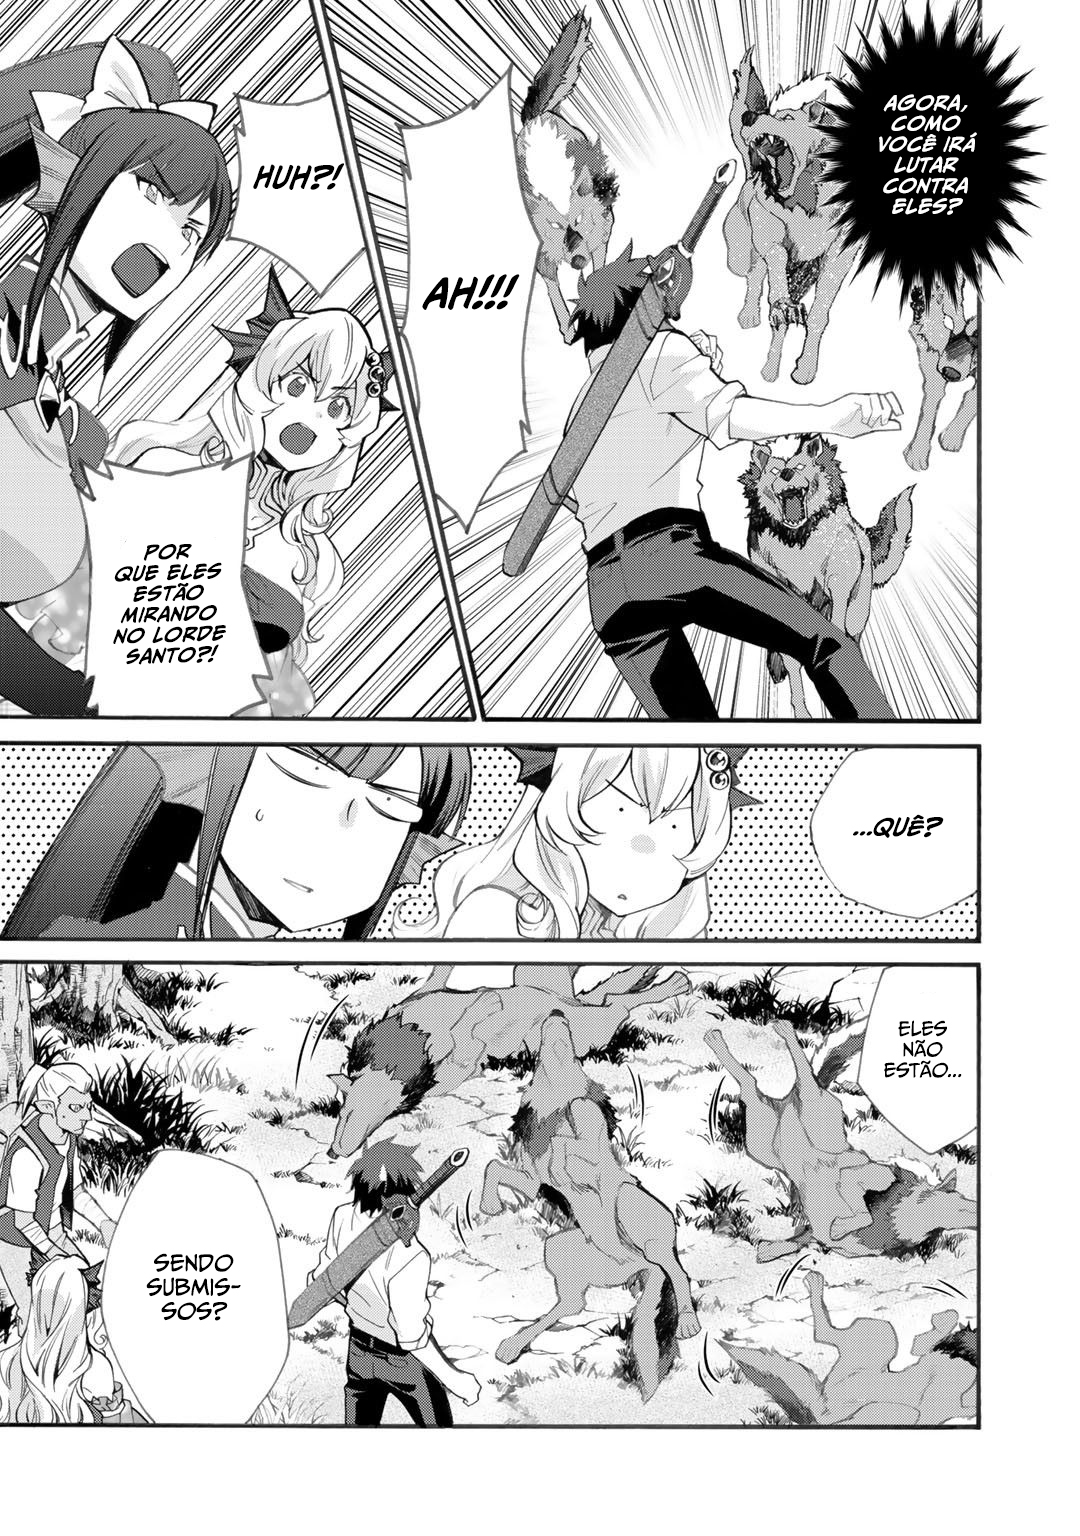 AGORA,
COMO
VOCÊ IRÁ
LUTAR
CONTRA
ELES?
AH!!!
HUH?!
POR
QUE ELES
ESTÃO
MIRANDO
NO LORDE
SANTO?!
...QUÊ?
ELES
NÃO
ESTÃO...
SENDO
SUBMIS-
SOS?